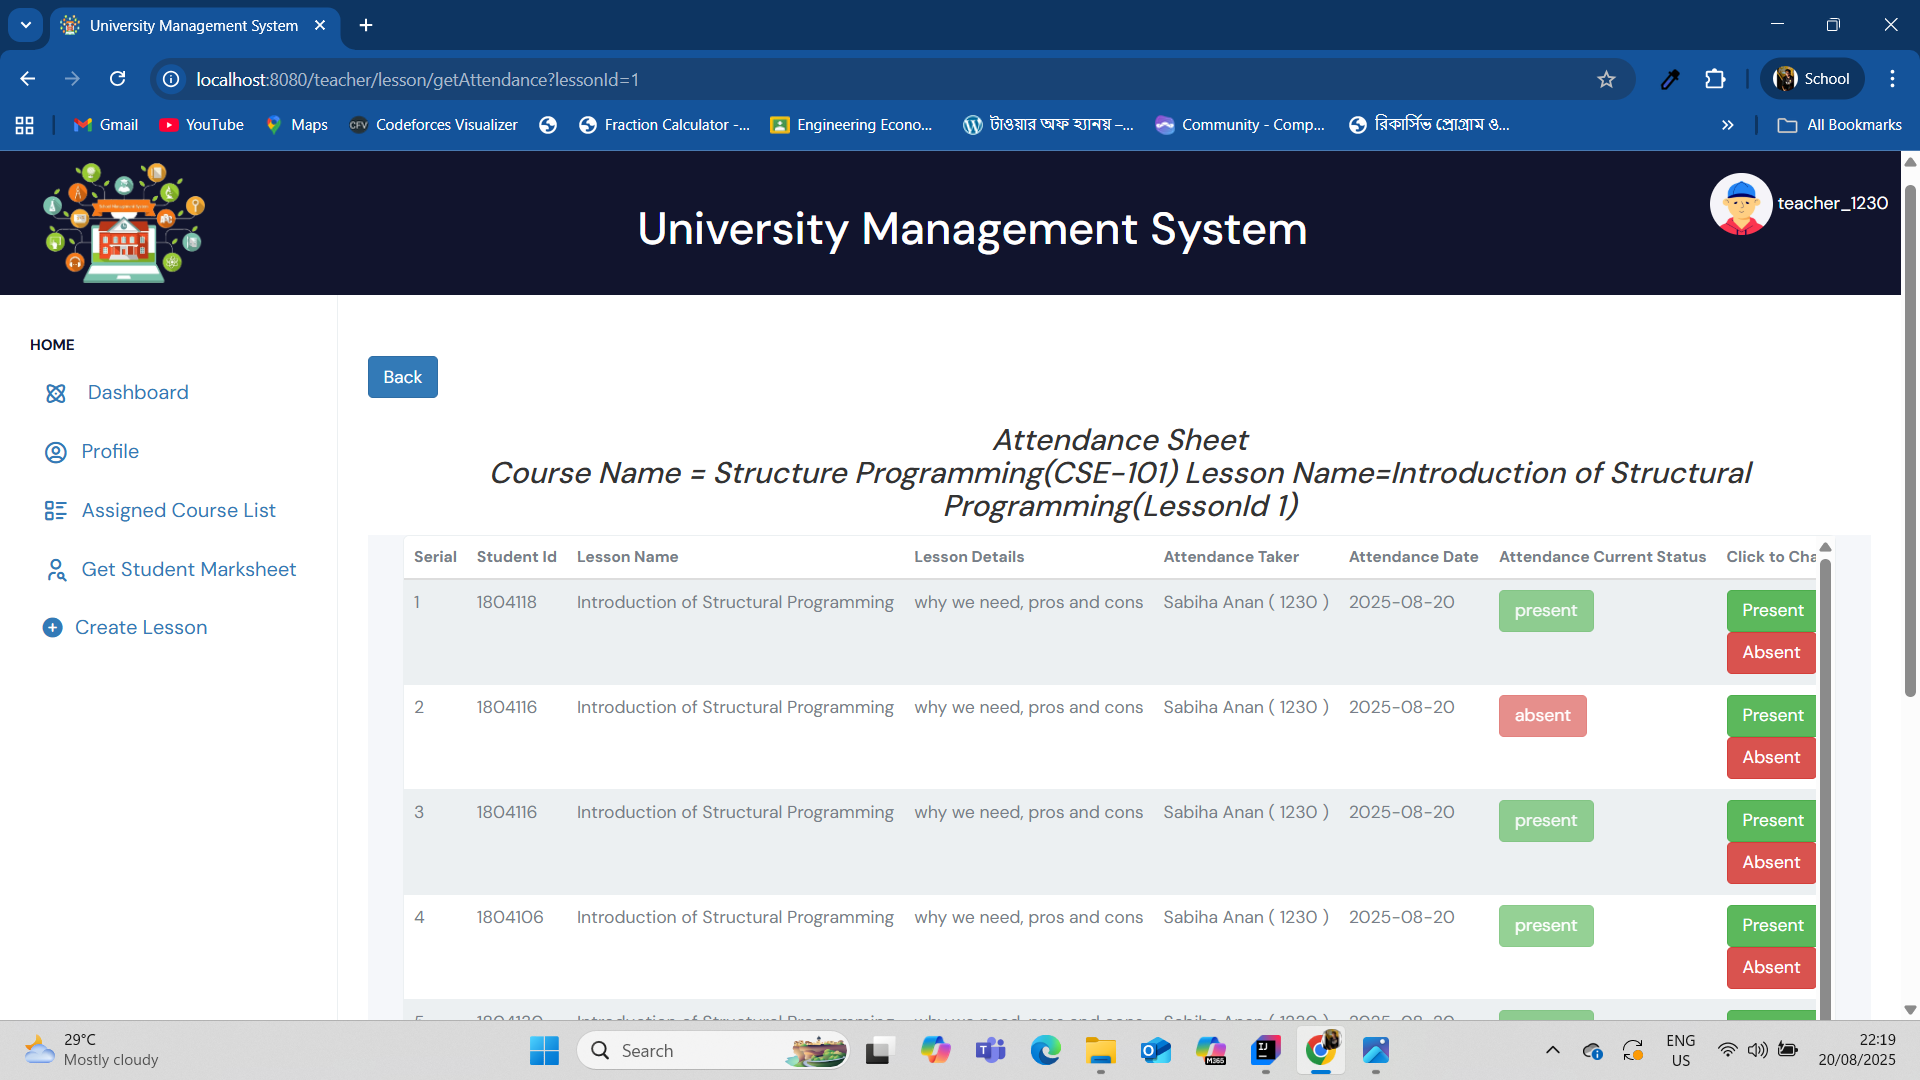 University Management System
localhost:8080/teacher/lesson/getAttendance?lessonId=1
School
Gmail
YouTube
Maps
CFV Codeforces Visualizer
Fraction Calculator -...
Engineering Econo...
টাওয়ার অফ হ্যানয় –...
Community - Comp...
রিকার্সিভ প্রোগ্রাম ও...
All Bookmarks
University Management System
teacher_1230
HOME
Dashboard
Profile
Assigned Course List
Get Student Marksheet
Create Lesson
Back
Attendance Sheet
Course Name = Structure Programming(CSE-101) Lesson Name=Introduction of Structural
Programming(LessonId 1)
Serial Student Id Lesson Name Lesson Details Attendance Taker Attendance Date Attendance Current Status Click to Cha
1 1804118 Introduction of Structural Programming why we need, pros and cons Sabiha Anan ( 1230 ) 2025-08-20 present Present
Absent
2 1804116 Introduction of Structural Programming why we need, pros and cons Sabiha Anan ( 1230 ) 2025-08-20 absent Present
Absent
3 1804116 Introduction of Structural Programming why we need, pros and cons Sabiha Anan ( 1230 ) 2025-08-20 present Present
Absent
4 1804106 Introduction of Structural Programming why we need, pros and cons Sabiha Anan ( 1230 ) 2025-08-20 present Present
Absent
29°C
Mostly cloudy
Search
M365
ENG
US
22:19
20/08/2025